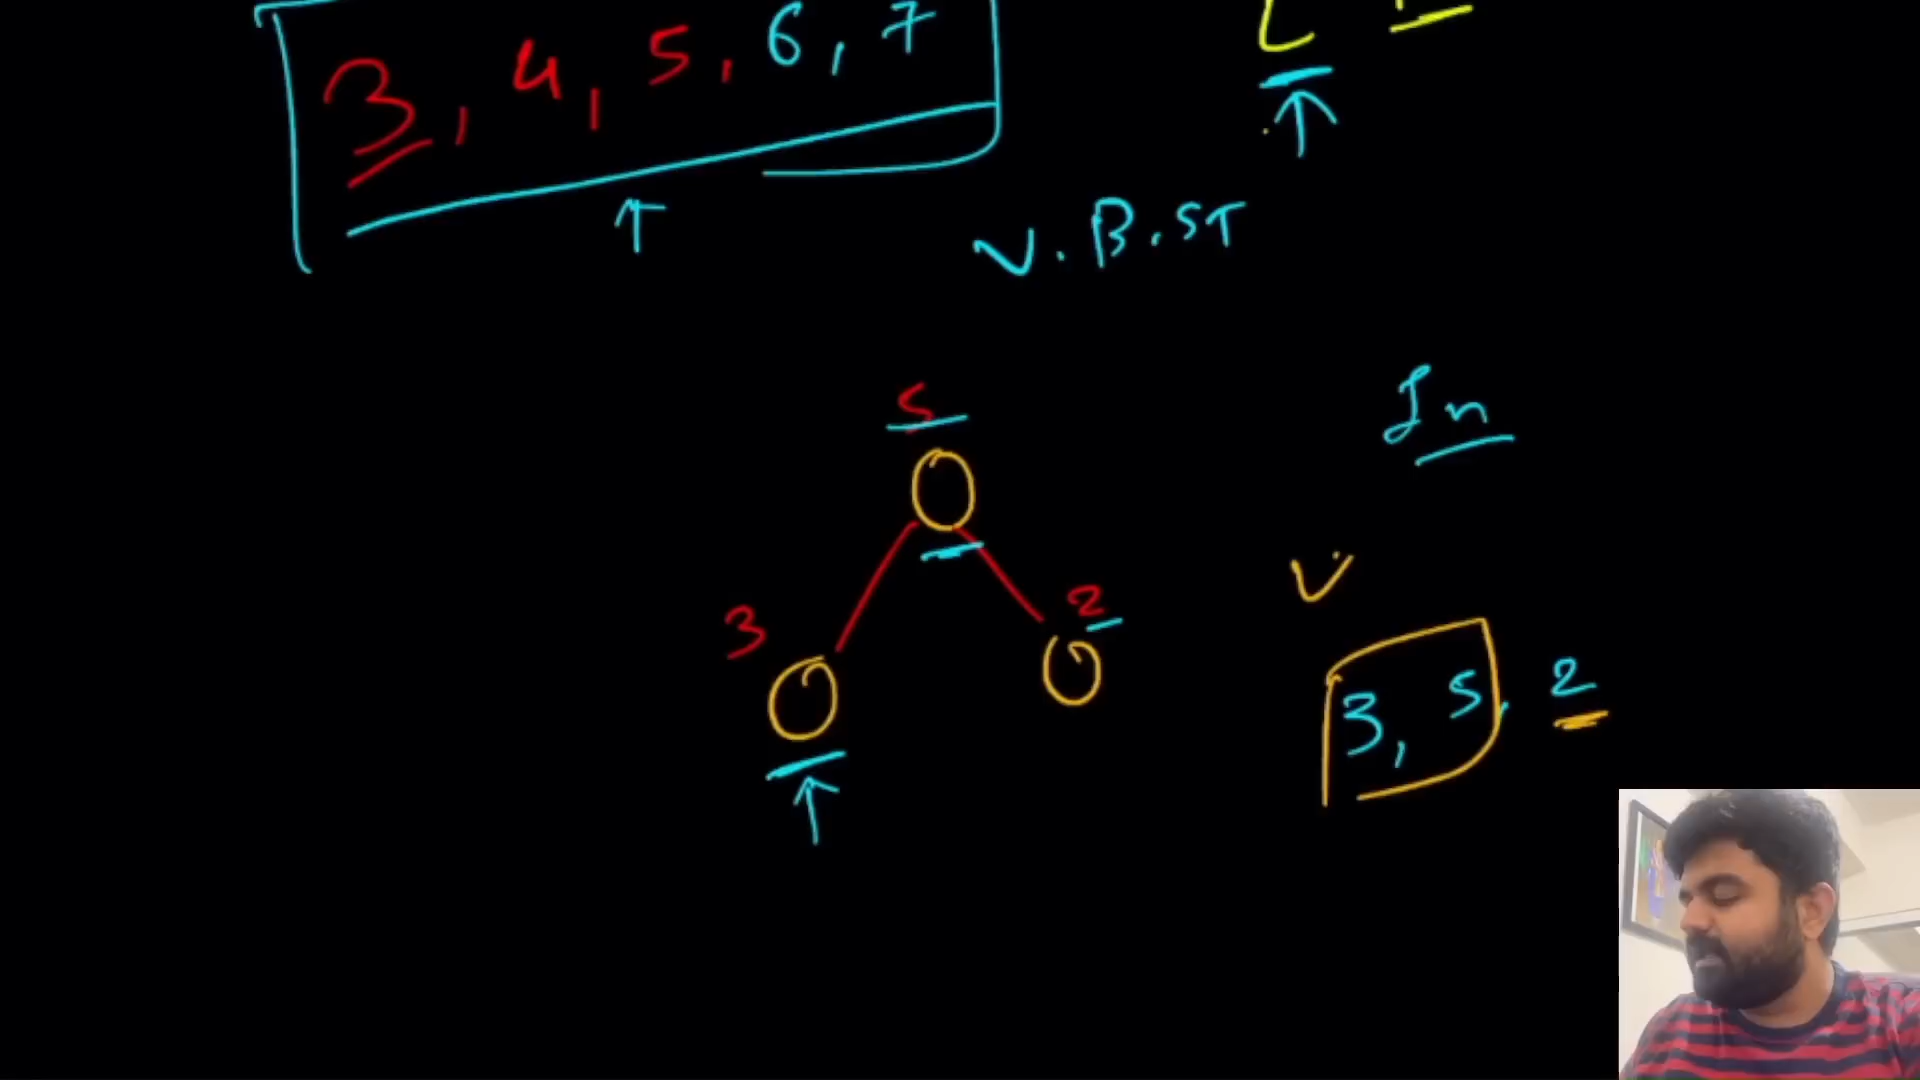 3, 4, 5, 6, 7
L
V. B. ST
5
In
3
2
3, 5, 2